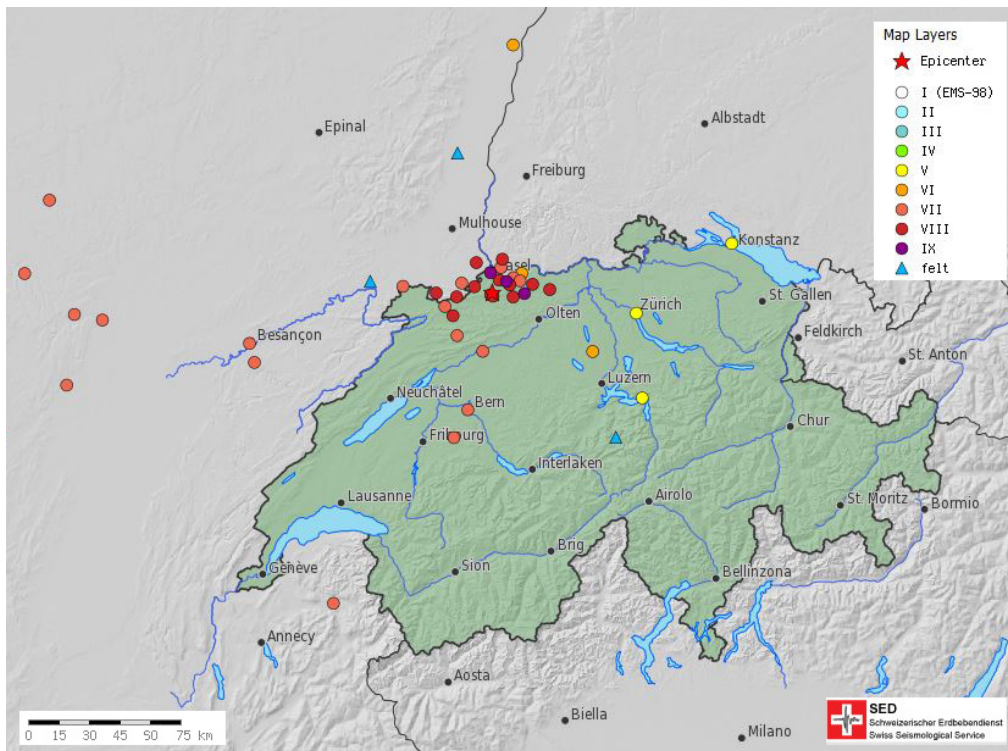 Map Layers
Epicenter
I (EMS-98)
II
III
IV
V
VI
VII
VIII
IX
felt
Albstadt
Epinal
Freiburg
Mulhouse
Konstanz
asel
St. Gallen
Zürich
Olten
Feldkirch
Besançon
St. Anton
Luzern
Neuchâtel
Bern
Chur
Fribourg
Interlaken
Lausanne
Airolo
St. Moritz
Bormio
Brig
Genève
Sion
Bellinzona
Annecy
Aosta
Biella
Milano
0 15 30 45 60 75 km
SED
Schweizerischer Erdbebendienst
Swiss Seismological Service